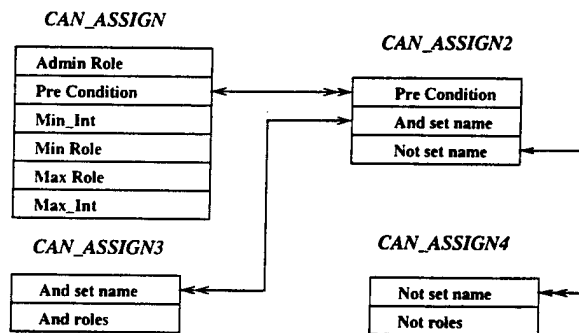 CAN_ASSIGN
Admin Role
Pre Condition
Min_Int
Min Role
Max Role
Max_Int
CAN_ASSIGN2
Pre Condition
And set name
Not set name
CAN_ASSIGN3
And set name
And roles
CAN_ASSIGN4
Not set name
Not roles